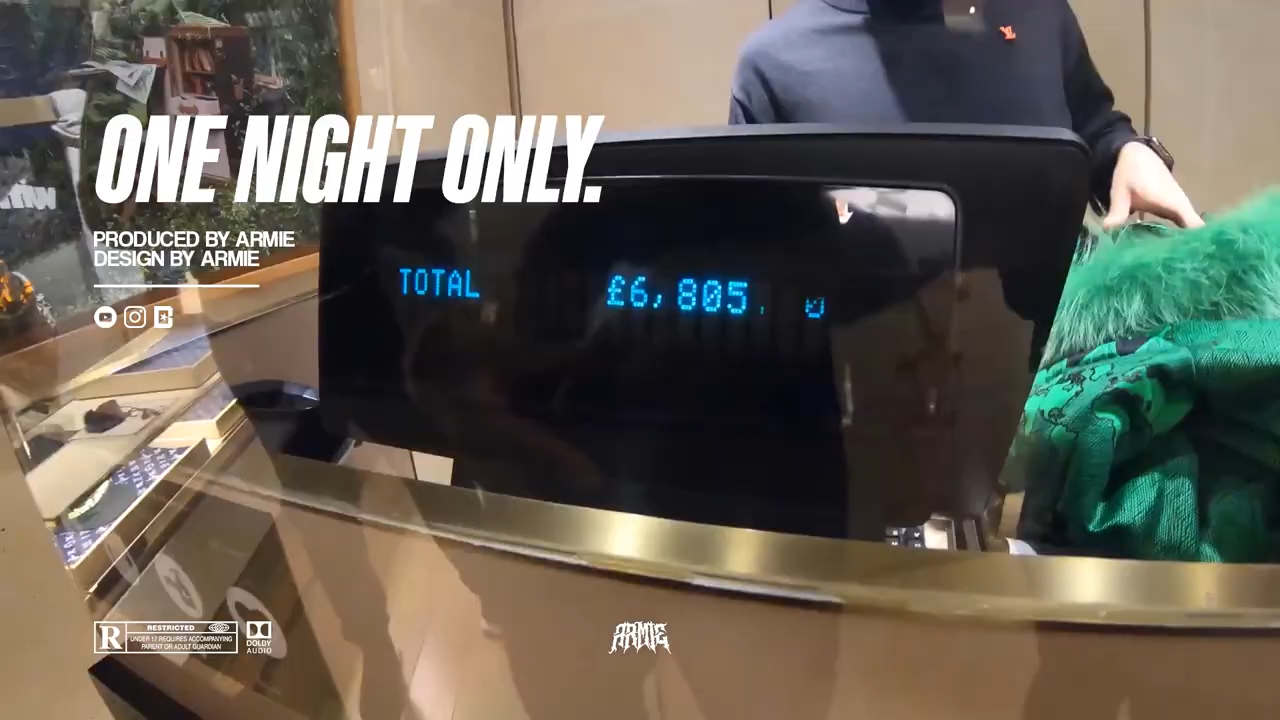 ONE NIGHT ONLY.
PRODUCED BY ARMIE
DESIGN BY ARMIE
TOTAL £6,805.
R RESTRICTED
UNDER 17 REQUIRES ACCOMPANYING
PARENT OR ADULT GUARDIAN
DOLBY
AUDIO
ARMIE